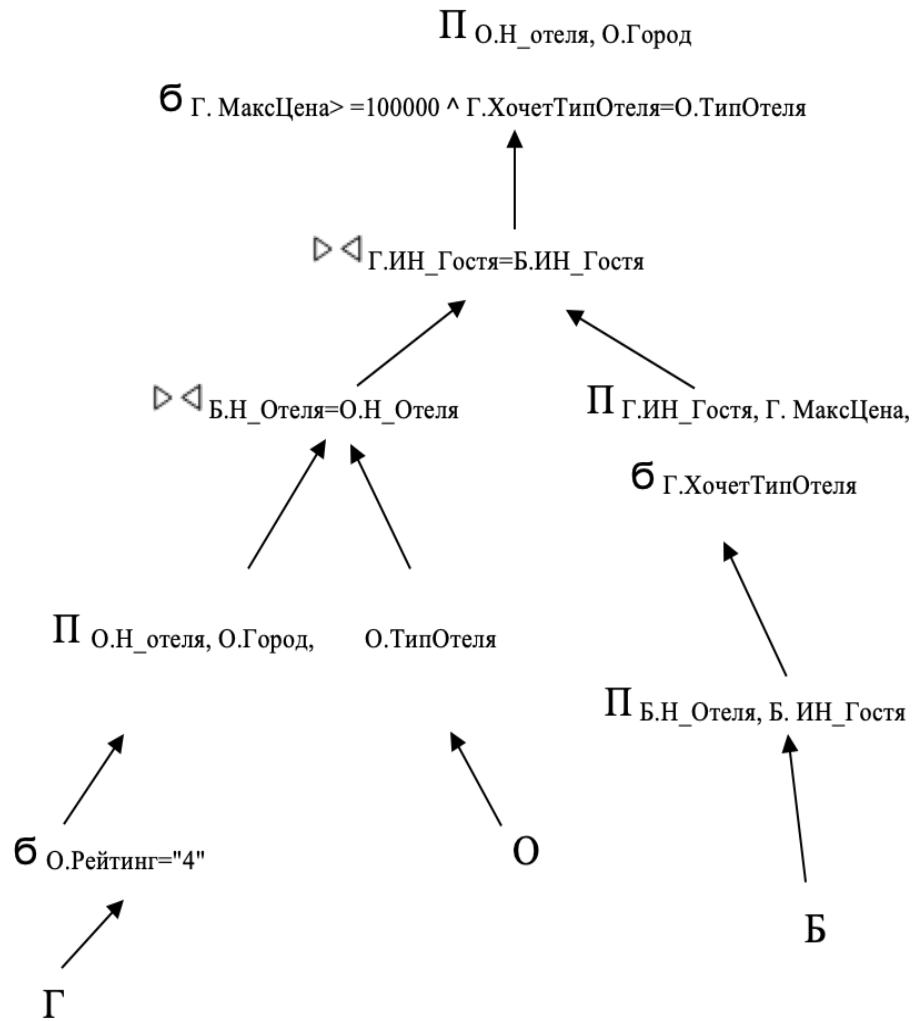 П О.Н_отеля, О.Город
б Г. МаксЦена> =100000 ^ Г.ХочетТипОтеля=О.ТипОтеля
Г.ИН_Гостя=Б.ИН_Гостя
Б.Н_Отеля=О.Н_Отеля
П Г.ИН_Гостя, Г. МаксЦена,
б Г.ХочетТипОтеля
П О.Н_отеля, О.Город, О.ТипОтеля
П Б.Н_Отеля, Б. ИН_Гостя
б О.Рейтинг="4"
О
Б
Г